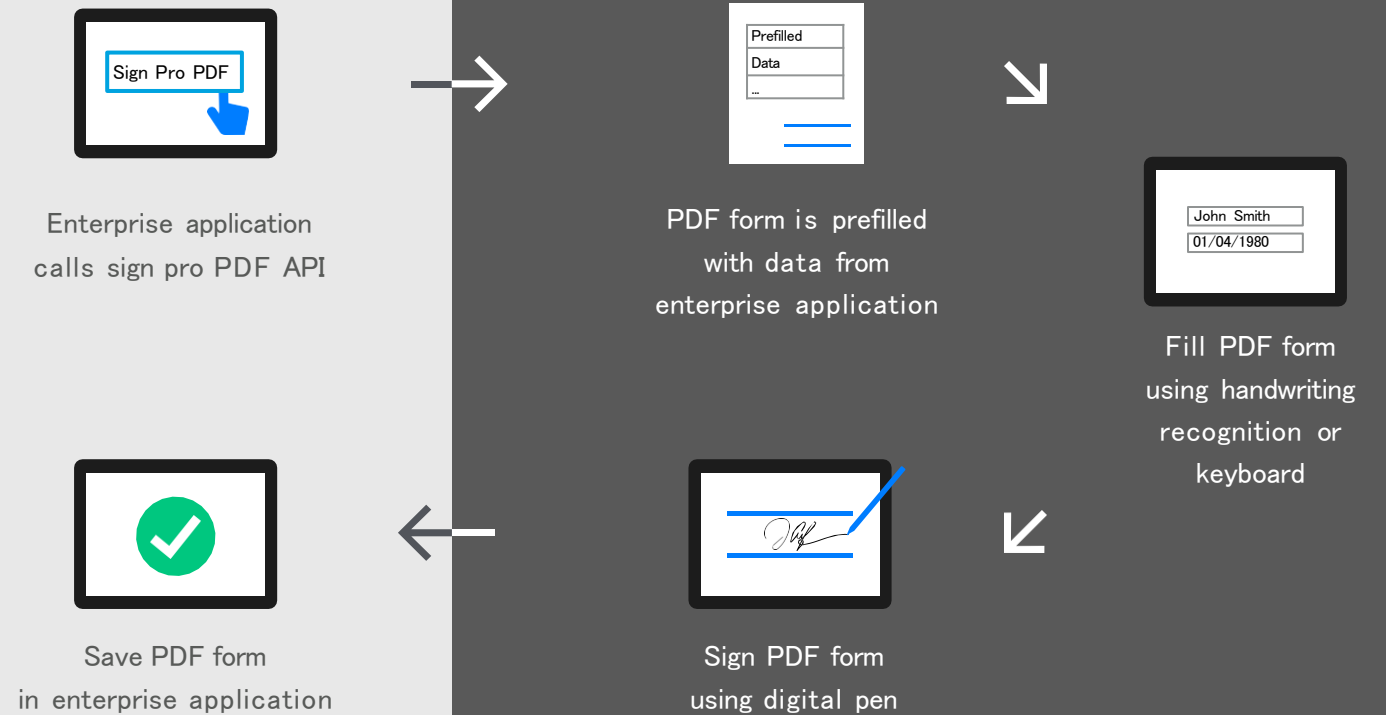 Sign Pro PDF
Enterprise application
calls sign pro PDF API
Prefilled
Data
...
PDF form is prefilled
with data from
enterprise application
John Smith
01/04/1980
Fill PDF form
using handwriting
recognition or
keyboard
Sign PDF form
using digital pen
Save PDF form
in enterprise application